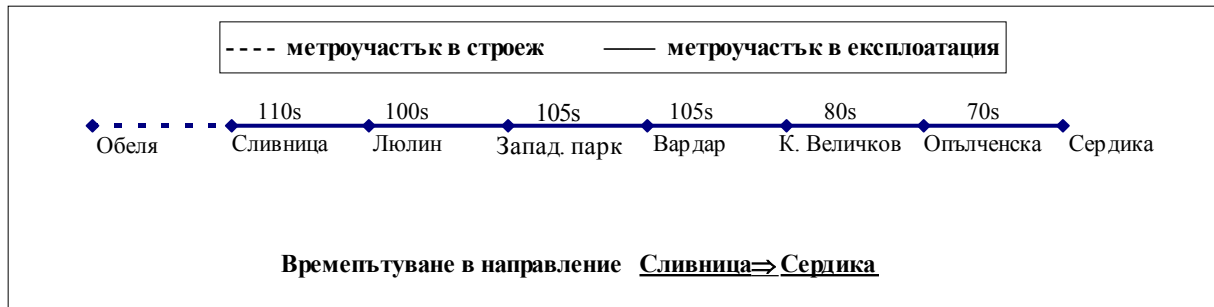 ---- метроучастък в строеж —— метроучастък в експлоатация
110s 100s 105s 105s 80s 70s
Обеля Сливница Люлин Запад. парк Вардар К. Величков Опълченска Сердика
Времепътуване в направление Сливница⇒ Сердика